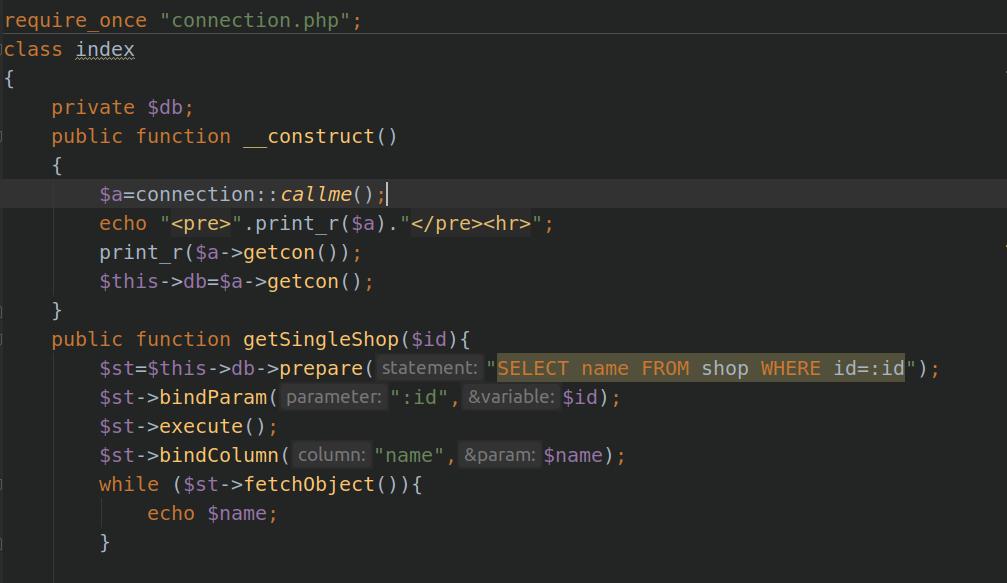 require_once "connection.php";
class index
{
    private $db;
    public function __construct()
    {
        $a=connection::callme();
        echo "<pre>".print_r($a)."</pre><hr>";
        print_r($a->getcon());
        $this->db=$a->getcon();
    }
    public function getSingleShop($id){
        $st=$this->db->prepare( statement: "SELECT name FROM shop WHERE id=:id");
        $st->bindParam( parameter: ":id", &variable: $id);
        $st->execute();
        $st->bindColumn( column: "name", &param: $name);
        while ($st->fetchObject()){
            echo $name;
        }